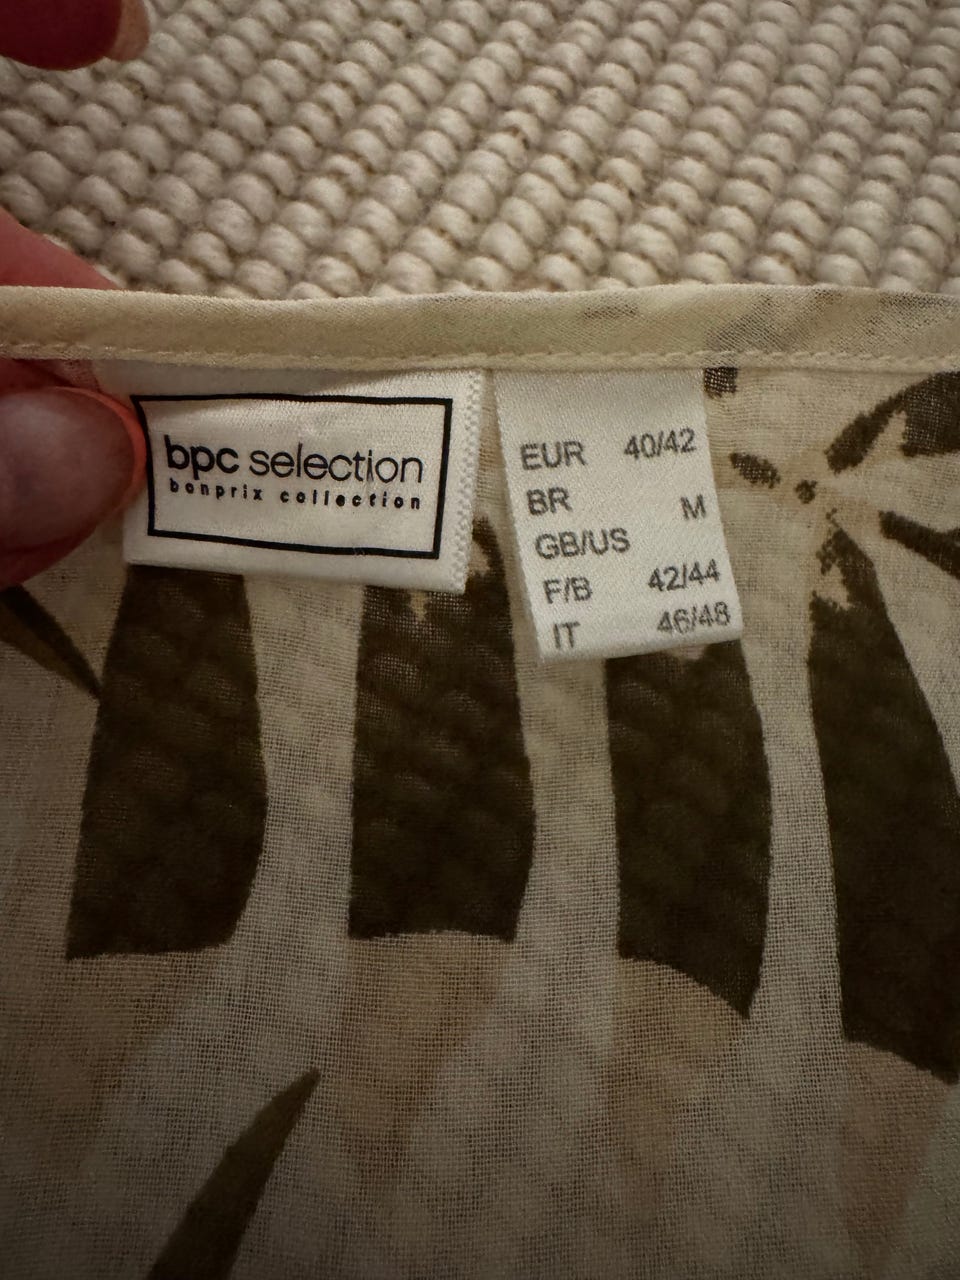 bpc selection
bonprix collection
EUR 40/42
BR M
GB/US
F/B 42/44
IT 46/48